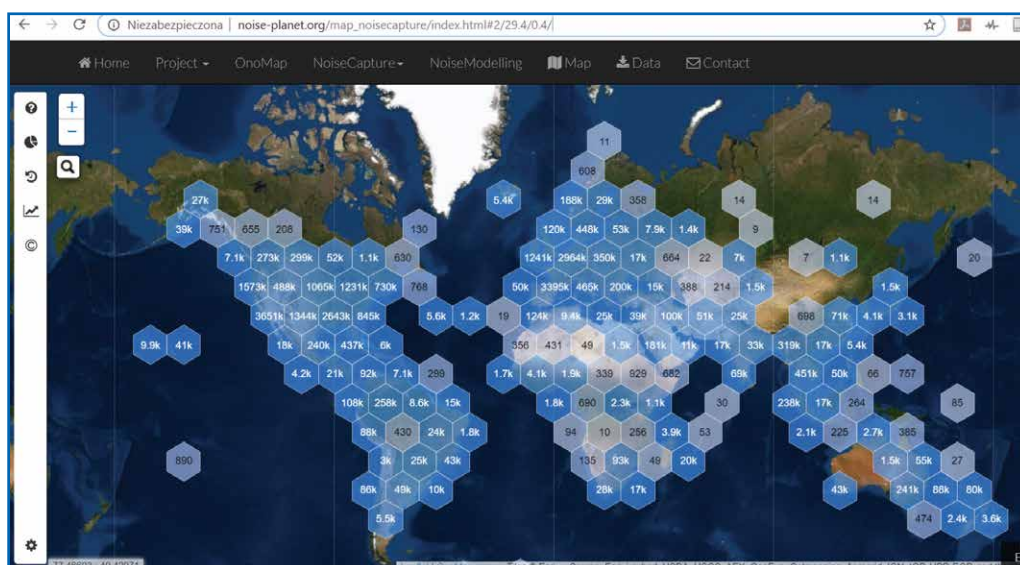 Niezabezpieczona | noise-planet.org/map_noisecapture/index.html#2/29.4/0.4/
Home Project OnoMap NoiseCapture NoiseModelling Map Data Contact
+
−
11
608
27k 5.4k 188k 29k 358 14 14
39k 751 655 268 130 120k 448k 53k 7.9k 1.4k 9
7.1k 273k 299k 52k 1.1k 630 1241k 2964k 350k 17k 664 22 7k 7 1.1k 20
1573k 488k 1065k 1231k 730k 768 50k 3395k 465k 200k 15k 388 214 1.5k 1.5k
3651k 1344k 2643k 845k 5.6k 1.2k 19 124k 9.4k 25k 39k 100k 51k 25k 698 71k 4.1k 3.1k
9.9k 41k 18k 240k 437k 6k 356 431 49 1.5k 181k 11k 17k 33k 319k 17k 5.4k
4.2k 21k 92k 7.1k 299 1.7k 4.1k 1.9k 339 929 682 69k 451k 50k 66 757
108k 258k 8.6k 15k 1.8k 690 2.3k 1.1k 30 238k 17k 264 85
88k 430 24k 1.8k 94 10 256 3.9k 53 2.1k 225 2.7k 385
890 3k 25k 43k 135 93k 49 20k 1.5k 55k 27
86k 49k 10k 28k 17k 43k 241k 88k 80k
5.5k 474 2.4k 3.6k